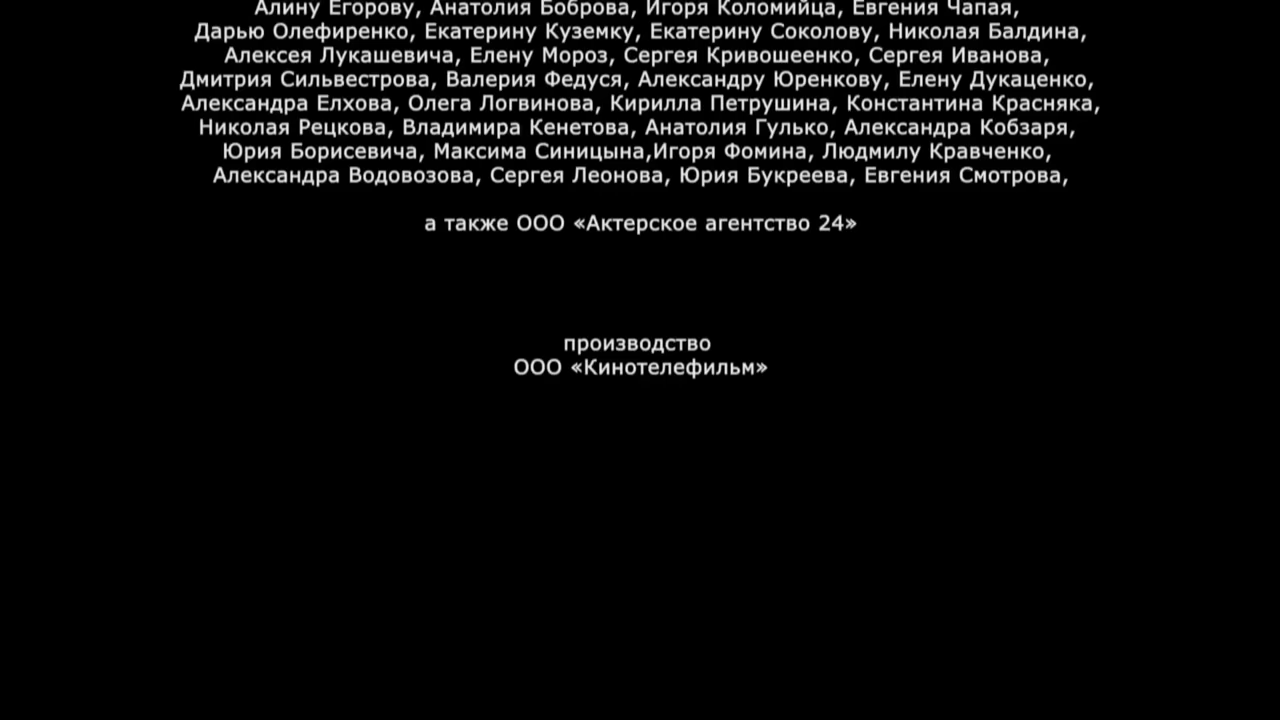 Алину Егорову, Анатолия Боброва, Игоря Коломийца, Евгения Чапая,
Дарью Олефиренко, Екатерину Куземку, Екатерину Соколову, Николая Балдина,
Алексея Лукашевича, Елену Мороз, Сергея Кривошеенко, Сергея Иванова,
Дмитрия Сильвестрова, Валерия Федуся, Александру Юренкову, Елену Дукаценко,
Александра Елхова, Олега Логвинова, Кирилла Петрушина, Константина Красняка,
Николая Рецкова, Владимира Кенетова, Анатолия Гулько, Александра Кобзаря,
Юрия Борисевича, Максима Синицына,Игоря Фомина, Людмилу Кравченко,
Александра Водовозова, Сергея Леонова, Юрия Букреева, Евгения Смотрова,
а также ООО «Актерское агентство 24»
производство
ООО «Кинотелефильм»